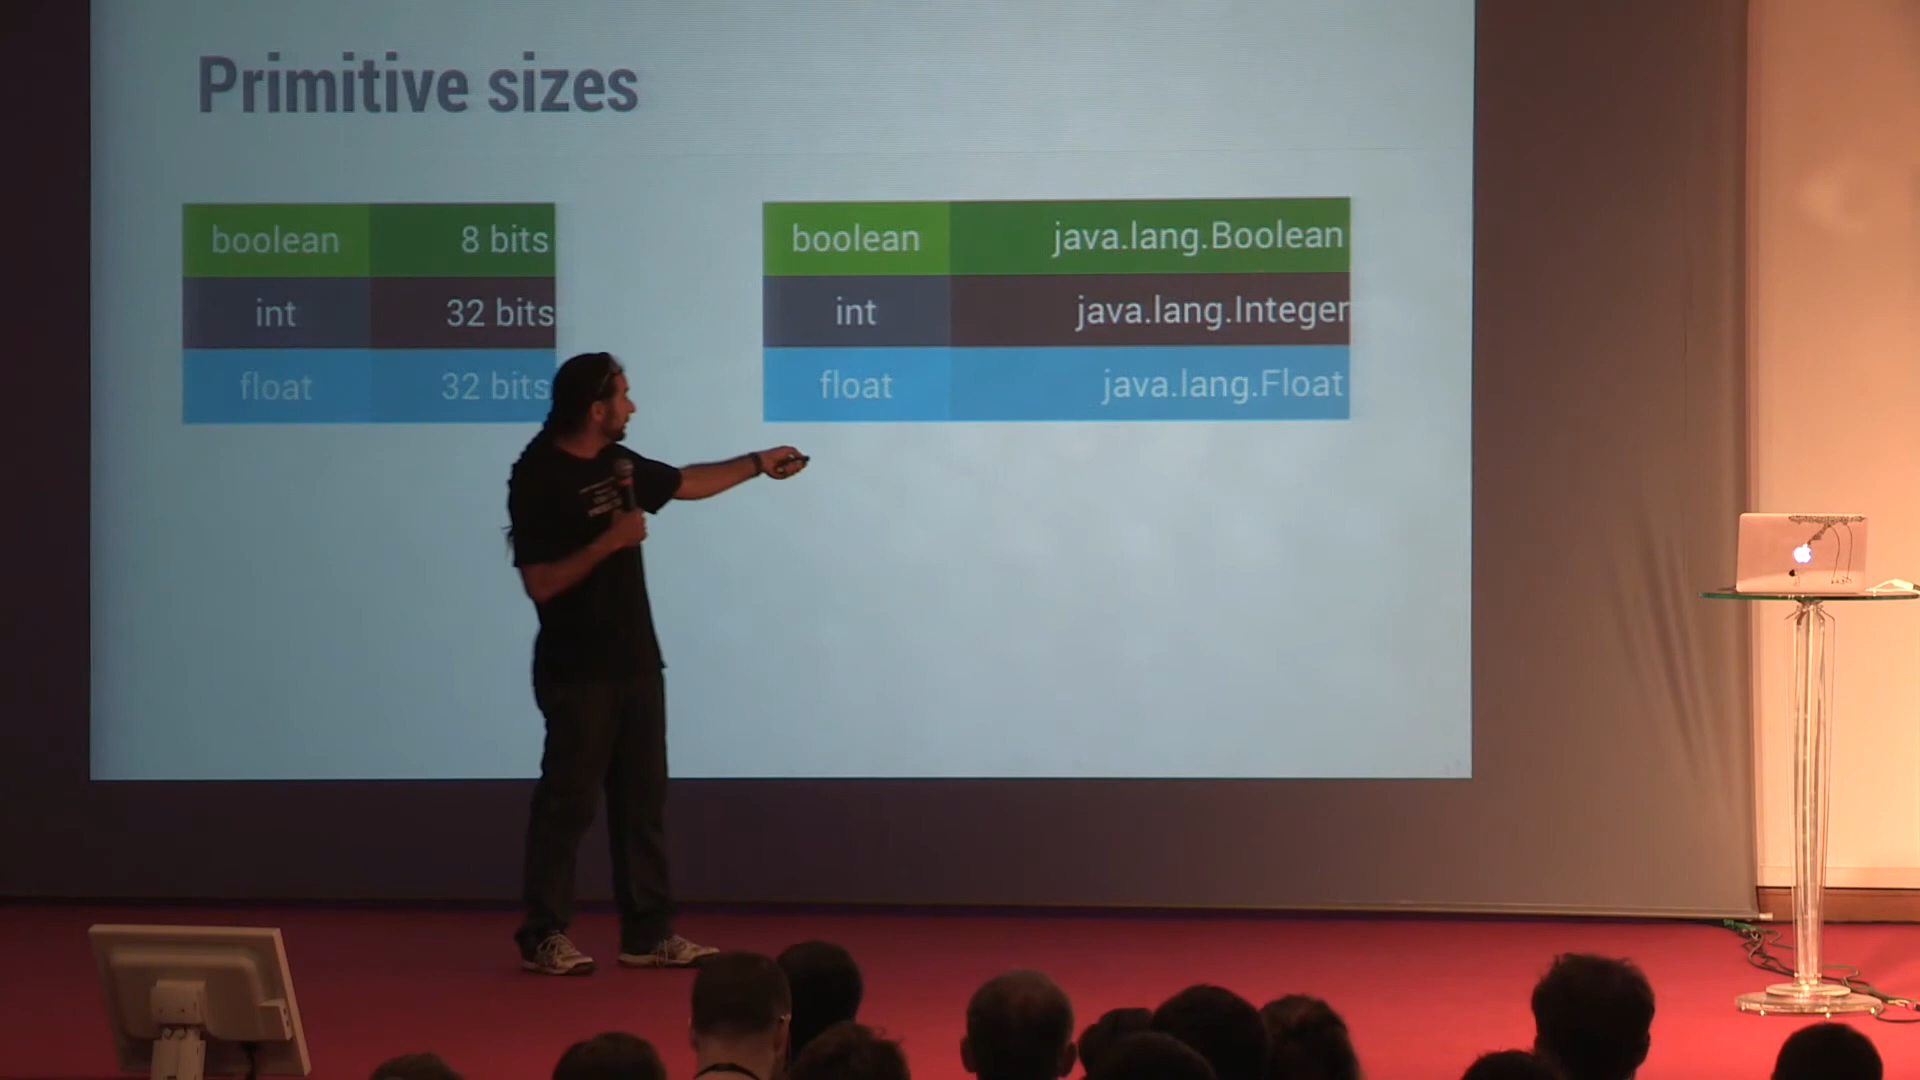 Primitive sizes
boolean 8 bits
int 32 bits
float 32 bits
boolean java.lang.Boolean
int java.lang.Integer
float java.lang.Float